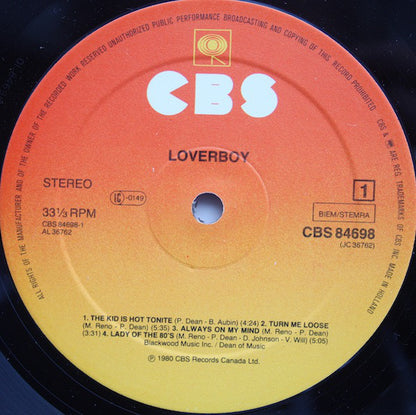 ALL RIGHTS OF THE MANUFACTURER AND OF THE OWNER OF THE RECORDED WORK RESERVED UNAUTHORIZED PUBLIC PERFORMANCE BROADCASTING AND COPYING OF THIS RECORD PROHIBITED
CBS & ARE REG. TRADEMARKS OF CBS INC MADE IN HOLLAND
CBS
LOVERBOY
STEREO
-0149
1
33⅓ RPM
BIEM/STEMRA
CBS 84698-1
CBS 84698
AL 36762
(JC 36762)
1. THE KID IS HOT TONITE (P. Dean - B. Aubin) (4:24) 2. TURN ME LOOSE
(M. Reno - P. Dean) (5:35) 3. ALWAYS ON MY MIND (M. Reno - P. Dean)
(3:31) 4. LADY OF THE 80'S (P. Dean - D. Johnson - V. Will) (5:05)
Blackwood Music Inc. / Dean of Music
℗ 1980 CBS Records Canada Ltd.